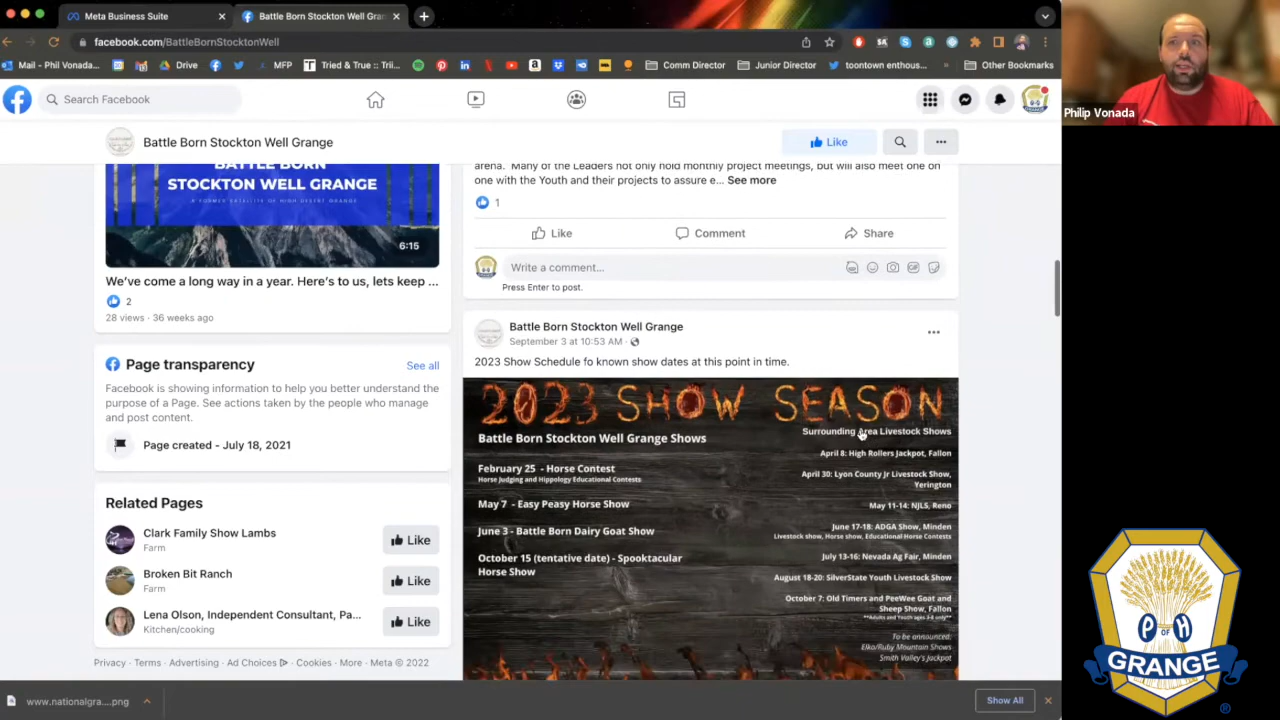 Meta Business Suite
Battle Born Stockton Well Gran
facebook.com/BattleBornStocktonWell
Mail - Phil Vonada...
Drive
MFP
Tried & True :: Trii...
Comm Director
Junior Director
toontown enthous...
Other Bookmarks
Search Facebook
Philip Vonada
Battle Born Stockton Well Grange
Like
BATTLE BORN
STOCKTON WELL GRANGE
A FORMER SATELLITE OF HIGH DESERT GRANGE
6:15
We've come a long way in a year. Here's to us, lets keep ...
2
28 views · 36 weeks ago
Page transparency
See all
Facebook is showing information to help you better understand the
purpose of a Page. See actions taken by the people who manage
and post content.
Page created - July 18, 2021
Related Pages
Clark Family Show Lambs
Farm
Like
Broken Bit Ranch
Farm
Like
Lena Olson, Independent Consultant, Pa...
Kitchen/cooking
Like
Privacy · Terms · Advertising · Ad Choices · Cookies · More · Meta © 2022
arena. Many of the Leaders not only hold monthly project meetings, but will also meet one on
one with the Youth and their projects to assure e... See more
1
Like
Comment
Share
Write a comment...
Press Enter to post.
Battle Born Stockton Well Grange
September 3 at 10:53 AM ·
2023 Show Schedule fo known show dates at this point in time.
2023 SHOW SEASON
Battle Born Stockton Well Grange Shows
February 25 - Horse Contest
Horse Judging and Hippology Educational Contests
May 7 - Easy Peasy Horse Show
June 3 - Battle Born Dairy Goat Show
October 15 (tentative date) - Spooktacular
Horse Show
Surrounding Area Livestock Shows
April 8: High Rollers Jackpot, Fallon
April 30: Lyon County Jr Livestock Show,
Yerington
May 11-14: NJLS, Reno
June 17-18: ADGA Show, Minden
Livestock show, Horse show, Educational Horse Contests
July 13-16: Nevada Ag Fair, Minden
August 18-20: SilverState Youth Livestock Show
October 7: Old Timers and PeeWee Goat and
Sheep Show, Fallon
**Adults and Youth ages 3-8 only**
To be announced:
Elko/Ruby Mountain Shows
Smith Valley's Jackpot
www.nationalgra....png
Show All
P OF H
GRANGE
®